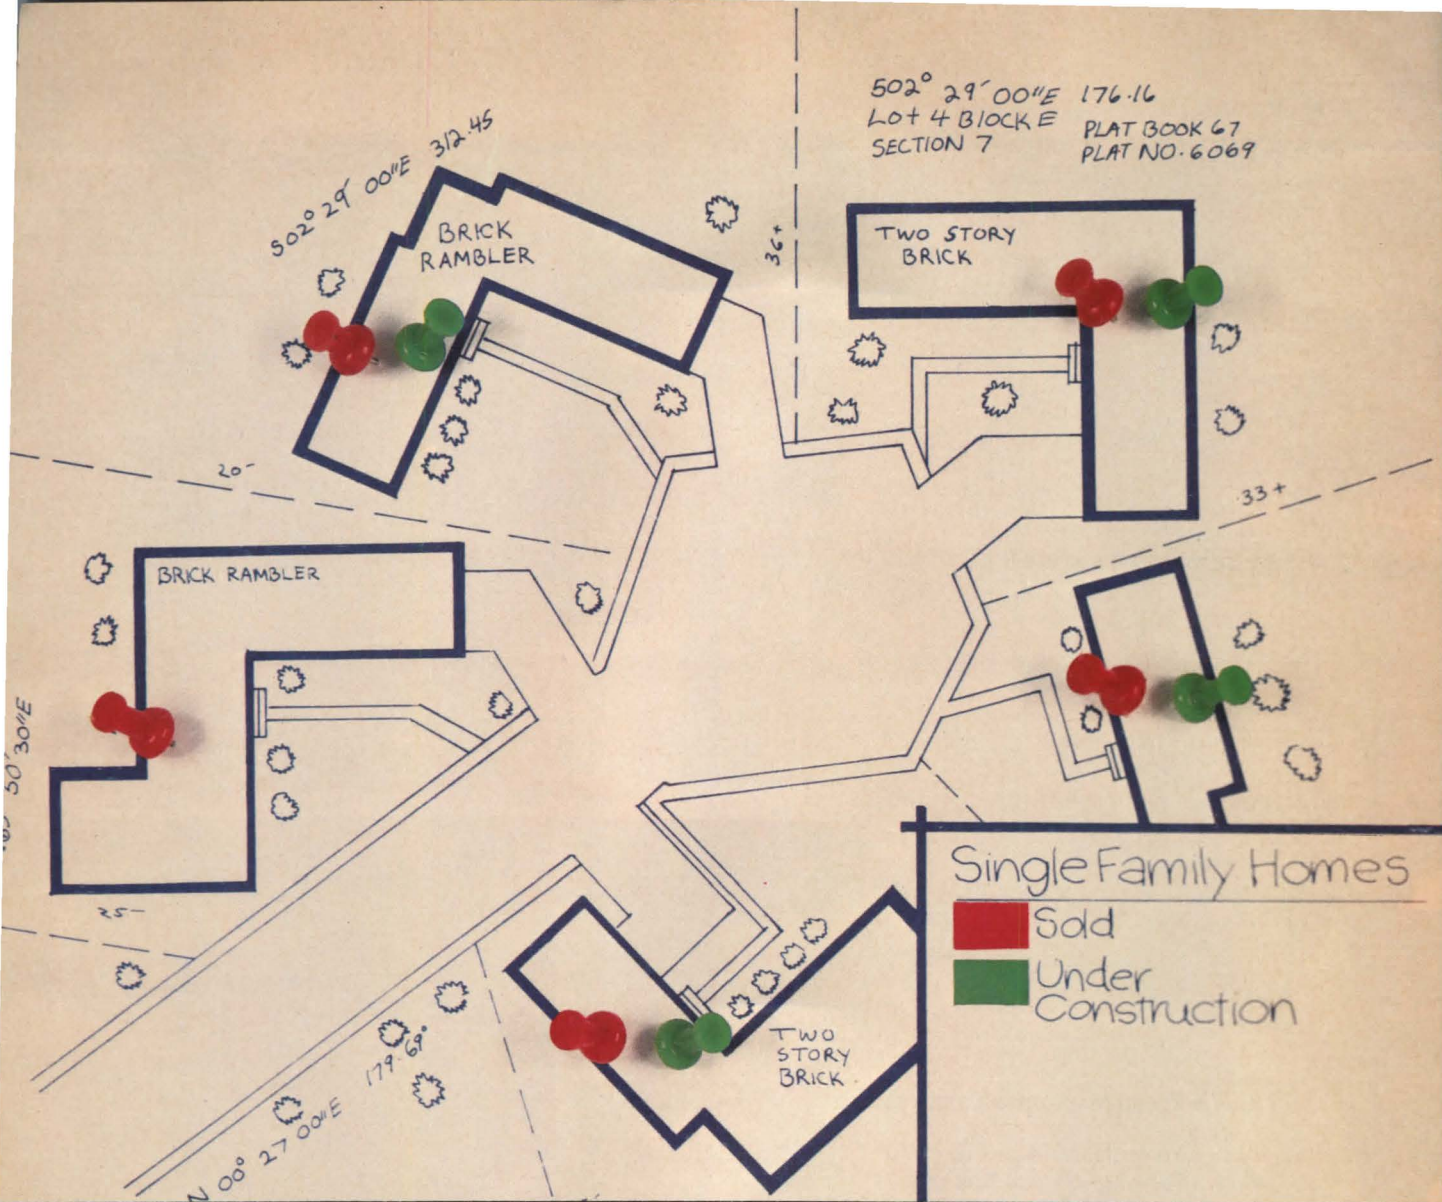 502° 29′ 00″E 176.16
Lot 4 BlOCK E PLAT BOOK 67
SECTION 7 PLAT NO. 6069
502° 29′ 00″E 312.45
BRICK
RAMBLER
36+
TWO STORY
BRICK
20-
33+
BRICK RAMBLER
50′ 30″E
25-
Single Family Homes
Sold
Under
Construction
TWO
STORY
BRICK
179.69°
N 00° 27 00″E